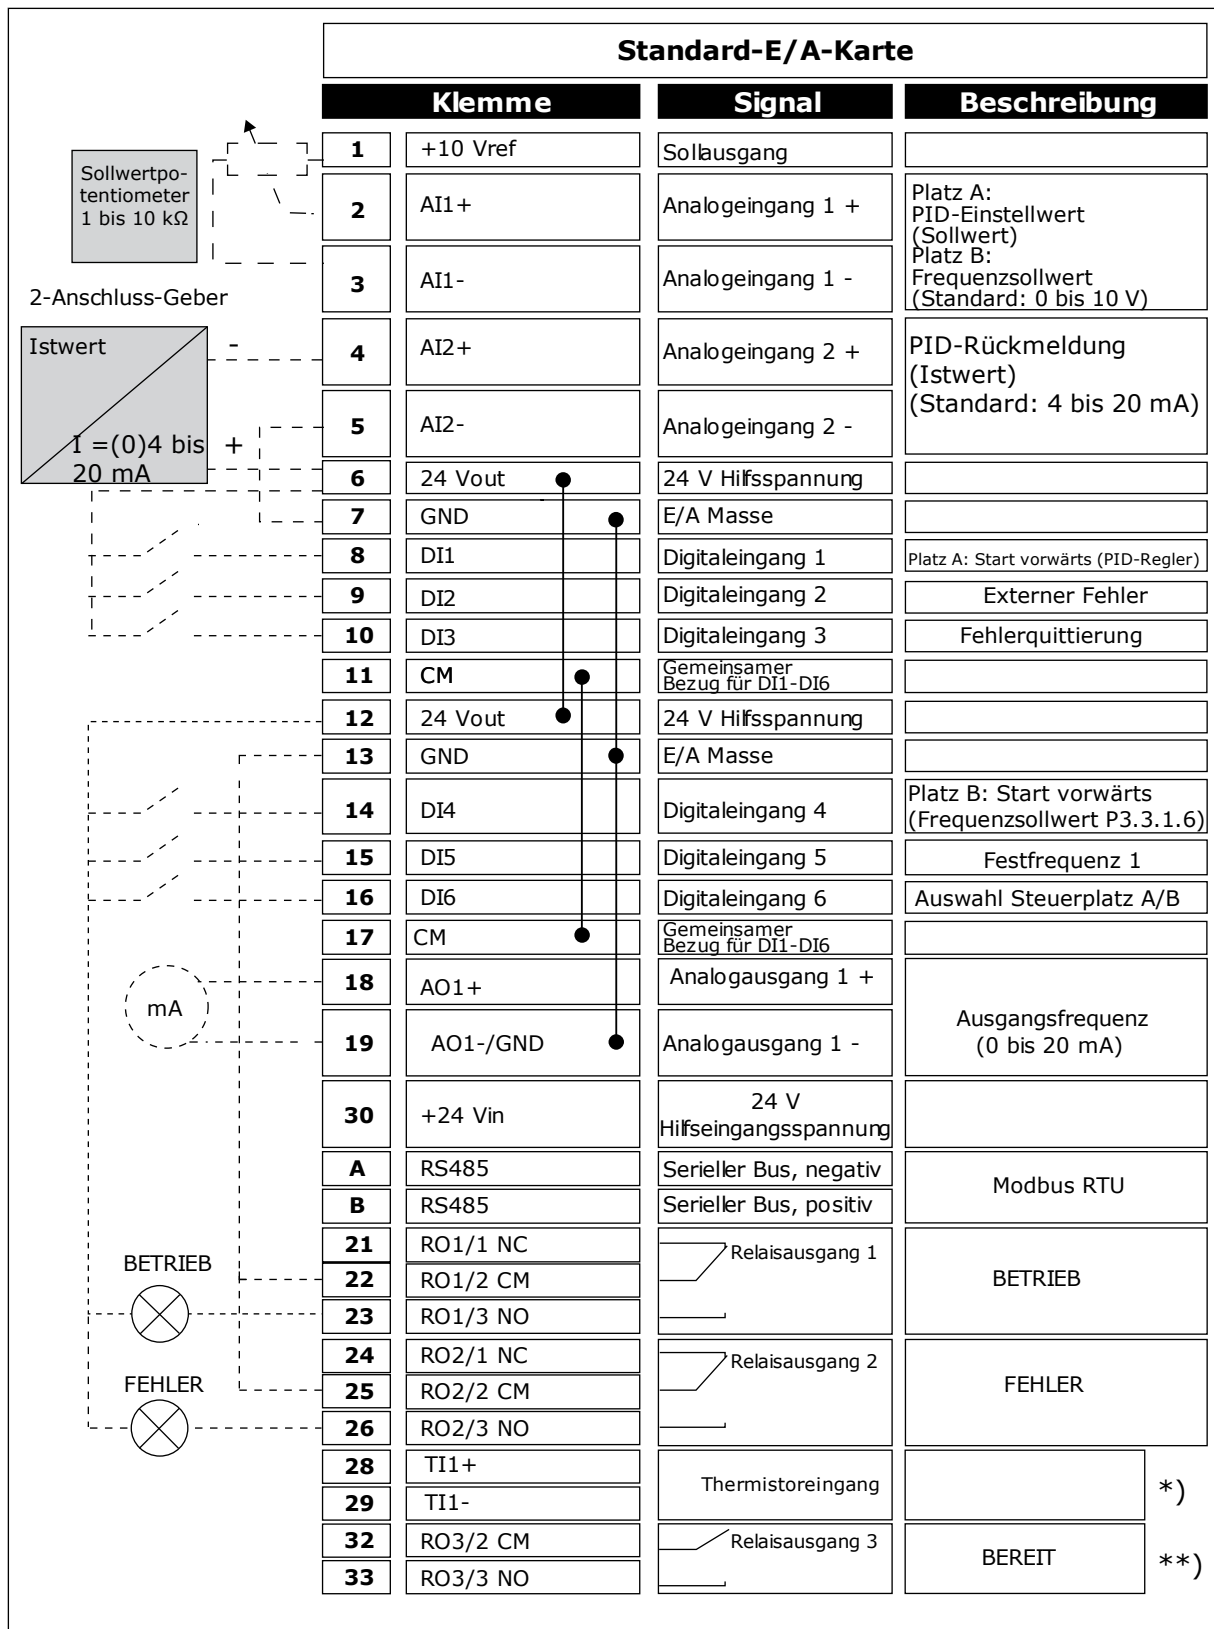 Standard-E/A-Karte
Klemme Signal Beschreibung
Sollwertpo-
tentiometer
1 bis 10 kΩ
1 +10 Vref Sollausgang
2 AI1+ Analogeingang 1 +
3 AI1- Analogeingang 1 -
Platz A:
PID-Einstellwert
(Sollwert)
Platz B:
Frequenzsollwert
(Standard: 0 bis 10 V)
2-Anschluss-Geber
Istwert
-
I =(0)4 bis
20 mA
+
4 AI2+ Analogeingang 2 +
5 AI2- Analogeingang 2 -
PID-Rückmeldung
(Istwert)
(Standard: 4 bis 20 mA)
6 24 Vout 24 V Hilfsspannung
7 GND E/A Masse
8 DI1 Digitaleingang 1 Platz A: Start vorwärts (PID-Regler)
9 DI2 Digitaleingang 2 Externer Fehler
10 DI3 Digitaleingang 3 Fehlerquittierung
11 CM Gemeinsamer
Bezug für DI1-DI6
12 24 Vout 24 V Hilfsspannung
13 GND E/A Masse
14 DI4 Digitaleingang 4 Platz B: Start vorwärts
(Frequenzsollwert P3.3.1.6)
15 DI5 Digitaleingang 5 Festfrequenz 1
16 DI6 Digitaleingang 6 Auswahl Steuerplatz A/B
17 CM Gemeinsamer
Bezug für DI1-DI6
mA
18 AO1+ Analogausgang 1 +
19 AO1-/GND Analogausgang 1 -
Ausgangsfrequenz
(0 bis 20 mA)
30 +24 Vin 24 V
Hilfseingangsspannung
A RS485 Serieller Bus, negativ
B RS485 Serieller Bus, positiv
Modbus RTU
BETRIEB
21 RO1/1 NC Relaisausgang 1
22 RO1/2 CM BETRIEB
23 RO1/3 NO
FEHLER
24 RO2/1 NC Relaisausgang 2
25 RO2/2 CM FEHLER
26 RO2/3 NO
28 TI1+ Thermistoreingang *)
29 TI1-
32 RO3/2 CM Relaisausgang 3
33 RO3/3 NO
BEREIT **)